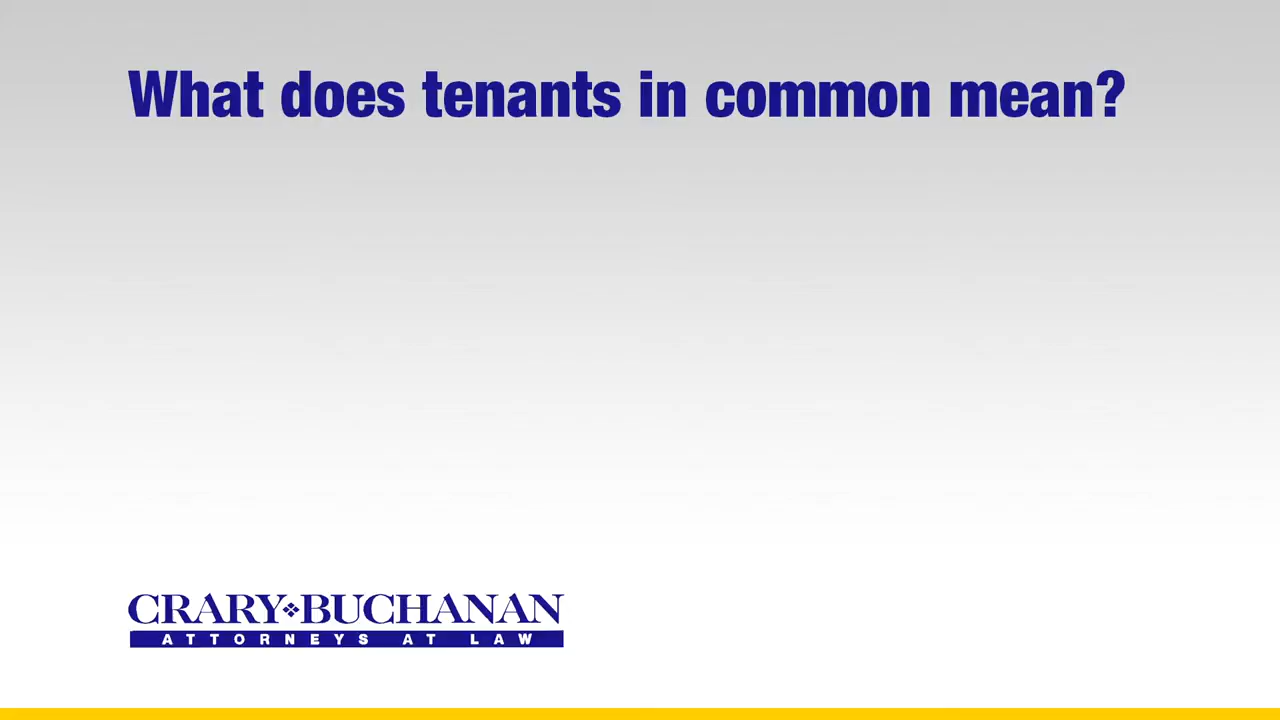 What does tenants in common mean?
CRARY BUCHANAN
ATTORNEYS AT LAW